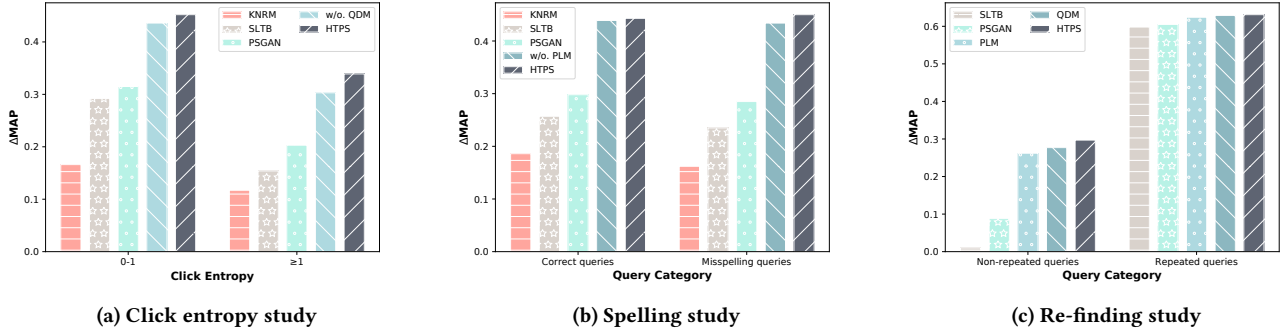 KNRM
SLTB
PSGAN
w/o. QDM
HTPS
0.4
0.3
0.2
0.1
0.0
ΔMAP
0-1
≥1
Click Entropy
(a) Click entropy study
KNRM
SLTB
PSGAN
w/o. PLM
HTPS
0.4
0.3
0.2
0.1
0.0
ΔMAP
Correct queries
Misspelling queries
Query Category
(b) Spelling study
SLTB
PSGAN
PLM
QDM
HTPS
0.6
0.5
0.4
0.3
0.2
0.1
0.0
ΔMAP
Non-repeated queries
Repeated queries
Query Category
(c) Re-finding study